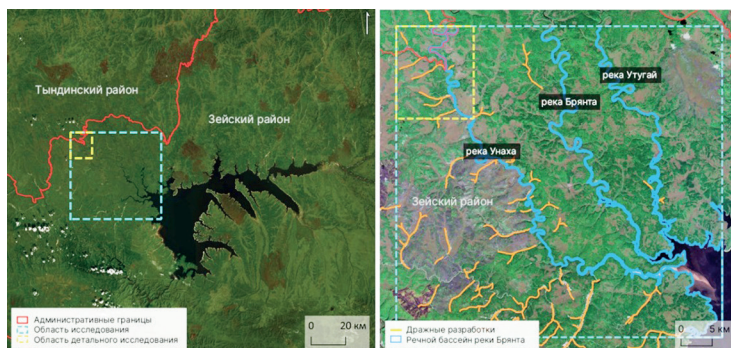 Тындинский район
Зейский район
Административные границы
Область исследования
Область детального исследования
0 20 км
река Утугай
река Брянта
река Унаха
Зейский район
Дражные разработки
Речной бассейн реки Брянта
0 5 км